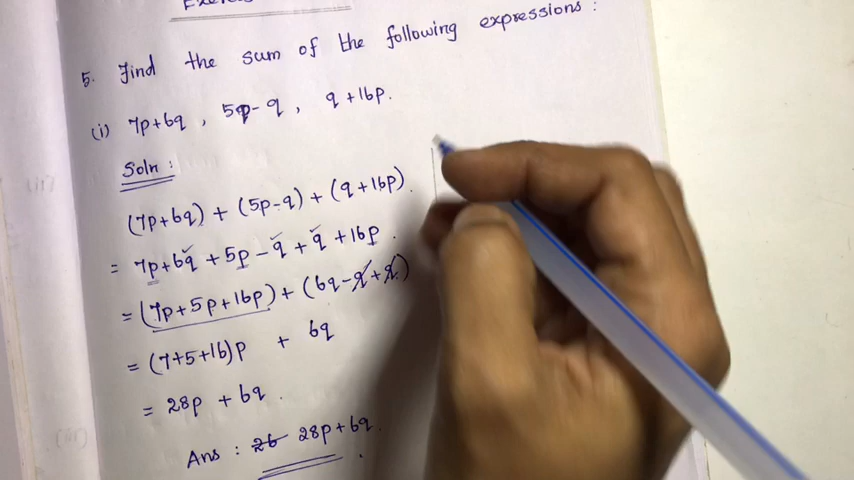 5. Find the sum of the following expressions :
(i) 7p+6q , 5p-q , q+16p.
Soln :
(7p+6q) + (5p-q) + (q+16p).
= 7p+6q +5p -q +q +16p.
= (7p+5p+16p) + (6q-q+q)
= (7+5+16)p + 6q
= 28p + 6q .
Ans : 26 28p+6q.